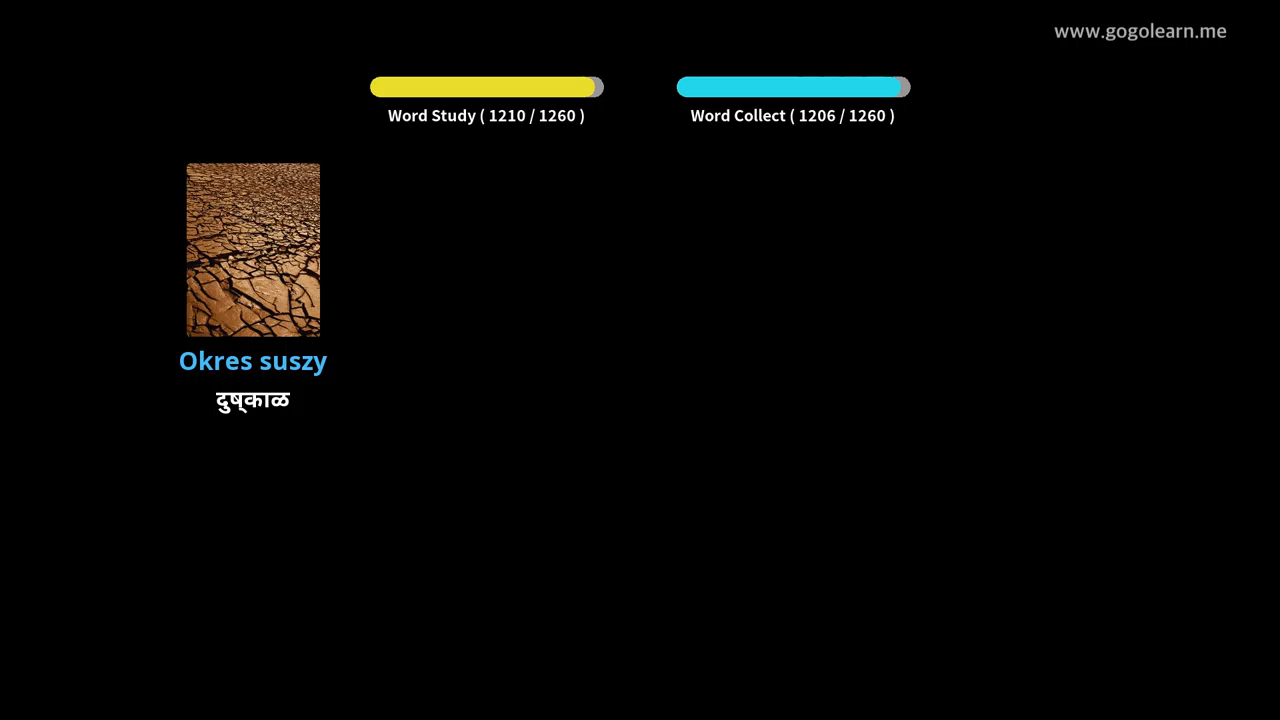 www.gogolearn.me
Word Study ( 1210 / 1260 )
Word Collect ( 1206 / 1260 )
Okres suszy
दुष्काळ